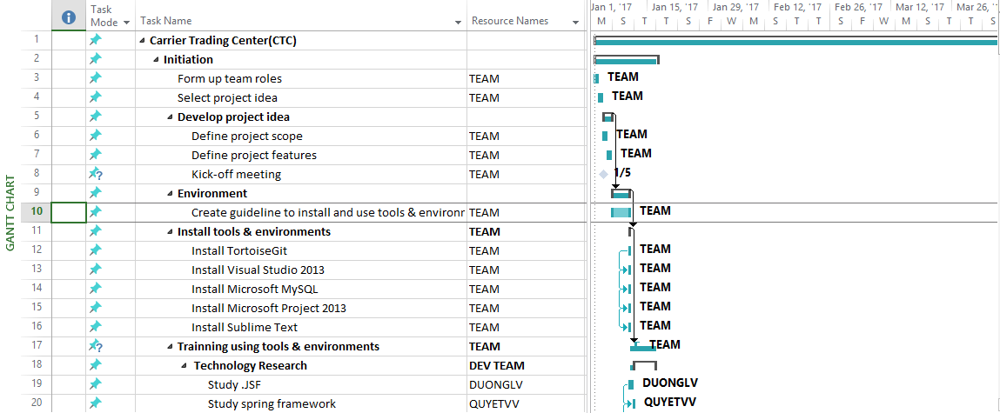 Jan 1, '17 Jan 15, '17 Jan 29, '17 Feb 12, '17 Feb 26, '17 Mar 12, '17 Mar 26, '1
Task Mode Task Name Resource Names M S T T S M W F S T T S M W F S T T S
1 Carrier Trading Center(CTC)
2 Initiation
3 Form up team roles TEAM TEAM
4 Select project idea TEAM TEAM
5 Develop project idea
6 Define project scope TEAM TEAM
7 Define project features TEAM TEAM
8 ? Kick-off meeting TEAM 1/5
9 Environment
10 Create guideline to install and use tools & environr TEAM TEAM
11 Install tools & environments TEAM
12 Install TortoiseGit TEAM TEAM
13 Install Visual Studio 2013 TEAM TEAM
14 Install Microsoft MySQL TEAM TEAM
15 Install Microsoft Project 2013 TEAM TEAM
16 Install Sublime Text TEAM TEAM
17 ? Trainning using tools & environments TEAM TEAM
18 Technology Research DEV TEAM
19 Study .JSF DUONGLV DUONGLV
20 Study spring framework QUYETVV QUYETVV
GANTT CHART